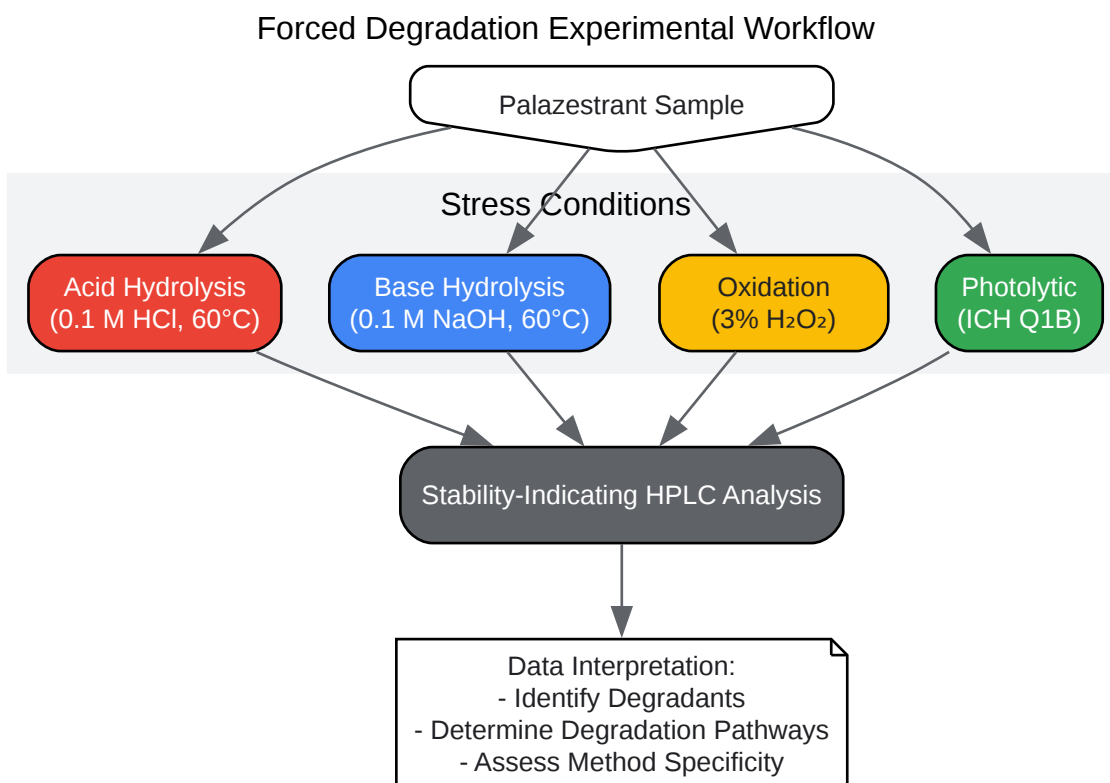 Forced Degradation Experimental Workflow
Palazestrant Sample
Stress Conditions
Acid Hydrolysis
(0.1 M HCl, 60°C)
Base Hydrolysis
(0.1 M NaOH, 60°C)
Oxidation
(3% H₂O₂)
Photolytic
(ICH Q1B)
Stability-Indicating HPLC Analysis
Data Interpretation:
- Identify Degradants
- Determine Degradation Pathways
- Assess Method Specificity